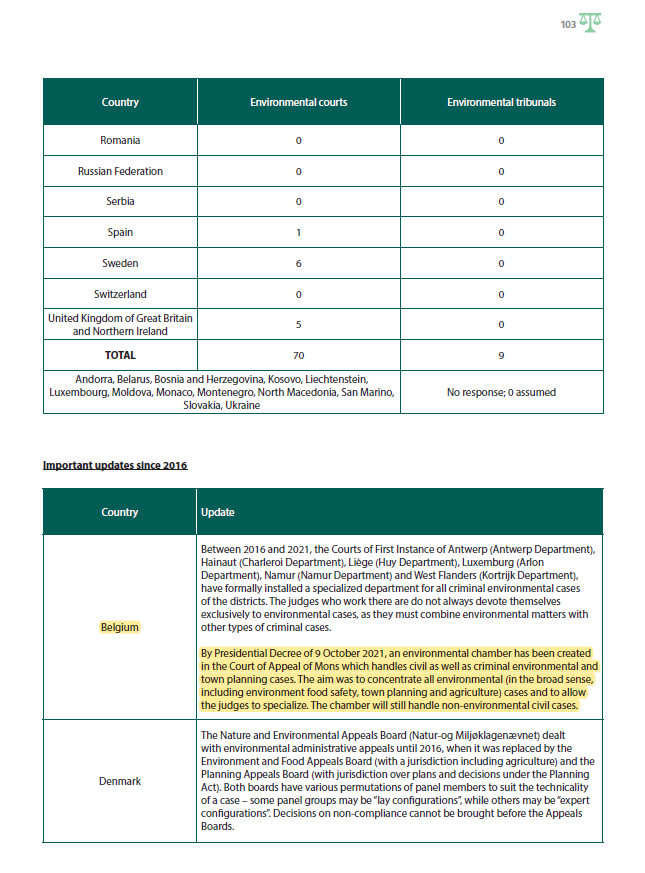 103
Country Environmental courts Environmental tribunals
Romania 0 0
Russian Federation 0 0
Serbia 0 0
Spain 1 0
Sweden 6 0
Switzerland 0 0
United Kingdom of Great Britain
and Northern Ireland 5 0
TOTAL 70 9
Andorra, Belarus, Bosnia and Herzegovina, Kosovo, Liechtenstein,
Luxembourg, Moldova, Monaco, Montenegro, North Macedonia, San Marino,
Slovakia, Ukraine
No response; 0 assumed
Important updates since 2016
Country Update
Belgium
Between 2016 and 2021, the Courts of First Instance of Antwerp (Antwerp Department),
Hainaut (Charleroi Department), Liège (Huy Department), Luxemburg (Arlon
Department), Namur (Namur Department) and West Flanders (Kortrijk Department),
have formally installed a specialized department for all criminal environmental cases
of the districts. The judges who work there are do not always devote themselves
exclusively to environmental cases, as they must combine environmental matters with
other types of criminal cases.
By Presidential Decree of 9 October 2021, an environmental chamber has been created
in the Court of Appeal of Mons which handles civil as well as criminal environmental and
town planning cases. The aim was to concentrate all environmental (in the broad sense,
including environment food safety, town planning and agriculture) cases and to allow
the judges to specialize. The chamber will still handle non-environmental civil cases.
Denmark
The Nature and Environmental Appeals Board (Natur-og Miljøklagenævnet) dealt
with environmental administrative appeals until 2016, when it was replaced by the
Environment and Food Appeals Board (with a jurisdiction including agriculture) and the
Planning Appeals Board (with jurisdiction over plans and decisions under the Planning
Act). Both boards have various permutations of panel members to suit the technicality
of a case – some panel groups may be “lay configurations”, while others may be “expert
configurations”. Decisions on non-compliance cannot be brought before the Appeals
Boards.